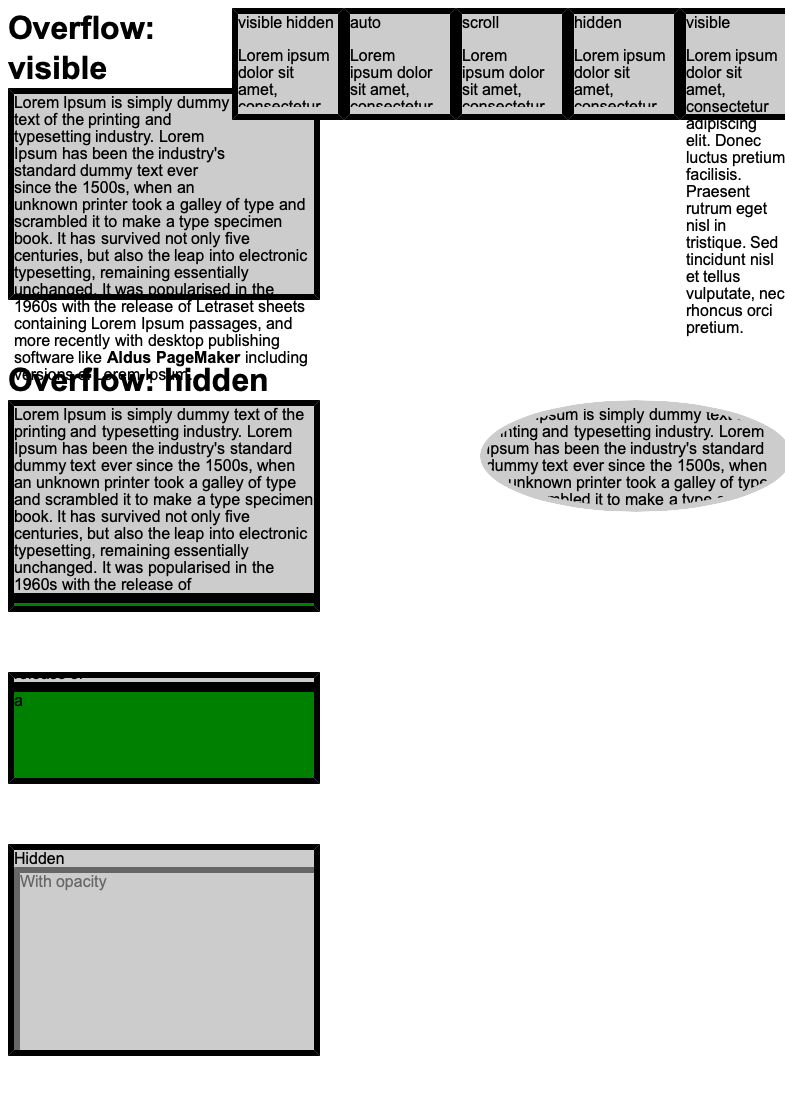 Overflow:
visible
Lorem Ipsum is simply dummy
text of the printing and
typesetting industry. Lorem
Ipsum has been the industry's
standard dummy text ever
since the 1500s, when an
unknown printer took a galley of type and
scrambled it to make a type specimen
book. It has survived not only five
centuries, but also the leap into electronic
typesetting, remaining essentially
unchanged. It was popularised in the
1960s with the release of Letraset sheets
containing Lorem Ipsum passages, and
more recently with desktop publishing
software like Aldus PageMaker including
versions of Lorem Ipsum.
visible hidden
Lorem ipsum
dolor sit
amet,
consectetur
auto
Lorem
ipsum dolor
sit amet,
consectetur
scroll
Lorem
ipsum dolor
sit amet,
consectetur
hidden
Lorem ipsum
dolor sit
amet,
consectetur
visible
Lorem ipsum
dolor sit
amet,
consectetur
adipiscing
elit. Donec
luctus pretium
facilisis.
Praesent
rutrum eget
nisl in
tristique. Sed
tincidunt nisl
et tellus
vulputate, nec
rhoncus orci
pretium.
Overflow: hidden
Lorem Ipsum is simply dummy text of the
printing and typesetting industry. Lorem
Ipsum has been the industry's standard
dummy text ever since the 1500s, when
an unknown printer took a galley of type
and scrambled it to make a type specimen
book. It has survived not only five
centuries, but also the leap into electronic
typesetting, remaining essentially
unchanged. It was popularised in the
1960s with the release of
psum is simply dummy tex
nting and typesetting industry. Lorem
psum has been the industry's standard
dummy text ever since the 1500s, when
unknown printer took a galley of type
mbled it to make a type s
release of
a
Hidden
With opacity